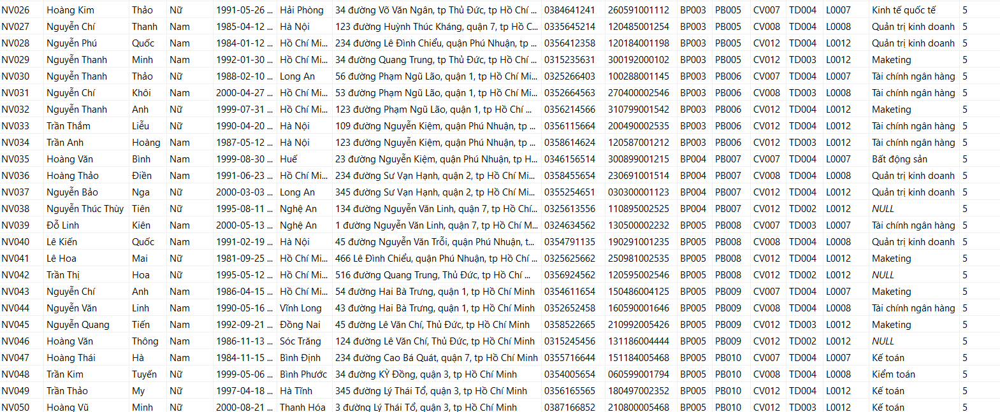 NV026 Hoàng Kim Thảo Nữ 1991-05-26 ... Hải Phòng 34 đường Võ Văn Ngân, tp Thủ Đức, tp Hồ Chí ... 0384641241 260591001112 BP003 PB005 CV007 TD004 L0007 Kinh tế quốc tế 5
NV027 Nguyễn Chí Thanh Nam 1985-04-12 ... Hà Nội 123 đường Huỳnh Thúc Kháng, quận 7, tp Hồ C... 0335645214 120485001254 BP003 PB005 CV008 TD004 L0008 Quản trị kinh doanh 5
NV028 Nguyễn Phú Quốc Nam 1984-01-12 ... Hồ Chí Mi... 234 đường Lê Đình Chiểu, quận Phú Nhuận, tp ... 0356412358 120184001198 BP003 PB005 CV012 TD004 L0012 Quản trị kinh doanh 5
NV029 Nguyễn Thanh Minh Nam 1992-01-30 ... Hồ Chí Mi... 34 đường Quang Trung, tp Thủ Đức, tp Hồ Chí ... 0315235631 300192000102 BP003 PB005 CV012 TD003 L0012 Maketing 5
NV030 Nguyễn Thanh Thảo Nữ 1988-02-10 ... Long An 56 đường Phạm Ngũ Lão, quận 1, tp Hồ Chí Mi... 0325266403 100288001145 BP003 PB006 CV007 TD004 L0007 Tài chính ngân hàng 5
NV031 Nguyễn Chí Khôi Nam 2000-04-27 ... Hồ Chí Mi... 53 đường Phạm Ngũ Lão, quận 1, tp Hồ Chí Mi... 0352664563 270400002546 BP003 PB006 CV008 TD003 L0008 Tài chính ngân hàng 5
NV032 Nguyễn Thanh Anh Nữ 1999-07-31 ... Hồ Chí Mi... 123 đường Phạm Ngũ Lão, quận 1, tp Hồ Chí ... 0356214566 310799001542 BP003 PB006 CV012 TD004 L0012 Maketing 5
NV033 Trần Thắm Liễu Nữ 1990-04-20 ... Hà Nội 109 đường Nguyễn Kiệm, quận Phú Nhuận, tp ... 0356115664 200490002535 BP003 PB006 CV012 TD004 L0012 Tài chính ngân hàng 5
NV034 Trần Anh Hoàng Nam 1987-05-12 ... Hà Nội 123 đường Nguyễn Kiệm, quận Phú Nhuận, tp ... 0358614624 120587001212 BP003 PB006 CV012 TD003 L0012 Tài chính ngân hàng 5
NV035 Hoàng Văn Bình Nam 1999-08-30 ... Huế 23 đường Nguyễn Kiệm, quận Phú Nhuận, tp H... 0346156514 300899001215 BP004 PB007 CV007 TD004 L0007 Bất động sản 5
NV036 Hoàng Thảo Điền Nam 1991-06-23 ... Hồ Chí Mi... 234 đường Sư Vạn Hạnh, quận 2, tp Hồ Chí Mi... 0358455654 230691001514 BP004 PB007 CV008 TD004 L0008 Quản trị kinh doanh 5
NV037 Nguyễn Bảo Nga Nữ 2000-03-03 ... Long An 345 đường Sư Vạn Hạnh, quận 2, tp Hồ Chí Mi... 0355254651 030300001123 BP004 PB007 CV012 TD004 L0012 Quản trị kinh doanh 5
NV038 Nguyễn Thúc Thùy Tiên Nữ 1995-08-11 ... Nghệ An 134 đường Nguyễn Văn Linh, quận 7, tp Hồ Chí... 0325613556 110895002525 BP004 PB007 CV012 TD002 L0012 NULL 5
NV039 Đỗ Linh Kiên Nam 2000-05-13 ... Nghệ An 1 đường Nguyễn Văn Linh, quận 7, tp Hồ Chí M... 0324634562 130500002232 BP005 PB008 CV007 TD003 L0007 Tài chính ngân hàng 5
NV040 Lê Kiến Quốc Nam 1991-02-19 ... Hà Nội 45 đường Nguyễn Văn Trỗi, quận Phú Nhuận, t... 0354791135 190291001235 BP005 PB008 CV008 TD004 L0008 Quản trị kinh doanh 5
NV041 Lê Hoa Mai Nữ 1981-09-25 ... Hồ Chí Mi... 466 Lê Đình Chiểu, quận Phú Nhuận, tp Hồ Chí ... 0325625662 250981002535 BP005 PB008 CV012 TD004 L0012 Maketing 5
NV042 Trần Thị Hoa Nữ 1995-05-12 ... Hồ Chí Mi... 516 đường Quang Trung, Thủ Đức, tp Hồ Chí ... 0356924562 120595002546 BP005 PB008 CV012 TD002 L0012 NULL 5
NV043 Nguyễn Chí Anh Nam 1986-04-15 ... Hồ Chí Mi... 54 đường Hai Bà Trưng, quận 1, tp Hồ Chí Minh 0354611654 150486004125 BP005 PB009 CV007 TD004 L0007 Maketing 5
NV044 Nguyễn Văn Linh Nam 1990-05-16 ... Vĩnh Long 43 đường Hai Bà Trưng, quận 1, tp Hồ Chí Minh 0352652458 160590001646 BP005 PB009 CV008 TD004 L0008 Tài chính ngân hàng 5
NV045 Nguyễn Quang Tiến Nam 1992-09-21 ... Đồng Nai 45 đường Lê Văn Chí, Thủ Đức, tp Hồ Chí Minh 0358522665 210992005426 BP005 PB009 CV012 TD003 L0012 Maketing 5
NV046 Hoàng Văn Thông Nam 1986-11-13 ... Sóc Trăng 124 đường Lê Văn Chí, Thủ Đức, tp Hồ Chí Minh 0315245456 131186004444 BP005 PB009 CV012 TD002 L0012 NULL 5
NV047 Hoàng Thái Hà Nam 1984-11-15 ... Bình Định 234 đường Cao Bá Quát, quận 7, tp Hồ Chí Minh 0355716644 151184005468 BP005 PB010 CV007 TD004 L0007 Kế toán 5
NV048 Trần Kim Tuyến Nữ 1999-05-06 ... Bình Phước 34 đường KỲ Đồng, quận 3, tp Hồ Chí Minh 0354005654 060599001794 BP005 PB010 CV008 TD004 L0008 Kiểm toán 5
NV049 Trần Thảo My Nữ 1997-04-18 ... Hà Tĩnh 345 đường Lý Thái Tổ, quận 3, tp Hồ Chí Minh 0356165565 180497002352 BP005 PB010 CV012 TD004 L0012 Kế toán 5
NV050 Hoàng Vũ Minh Nữ 2000-08-21 ... Thanh Hóa 3 đường Lý Thái Tổ, quận 3, tp Hồ Chí Minh 0387166852 210800005468 BP005 PB010 CV012 TD003 L0012 Kế toán 5